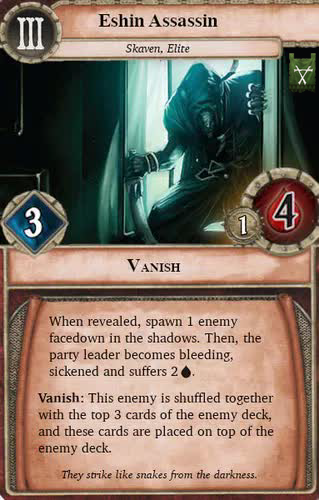 III
Eshin Assassin
Skaven, Elite
3
1
4
Vanish
When revealed, spawn 1 enemy
facedown in the shadows. Then, the
party leader becomes bleeding,
sickened and suffers 2 .
Vanish: This enemy is shuffled together
with the top 3 cards of the enemy deck,
and these cards are placed on top of the
enemy deck.
They strike like snakes from the darkness.